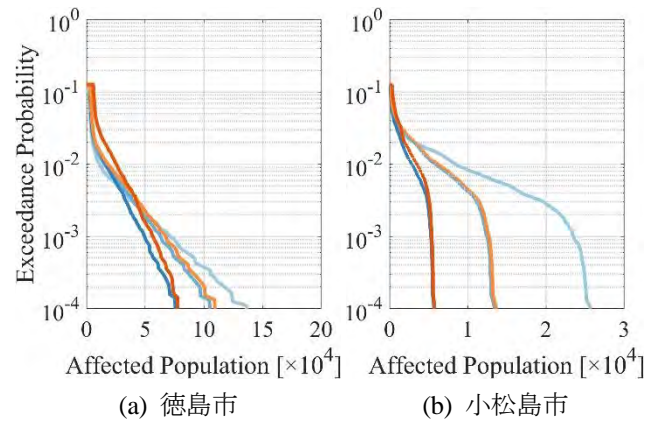 Exceedance Probability
10^0
10^-1
10^-2
10^-3
10^-4
0 5 10 15 20
Affected Population [×10^4]
(a) 徳島市
10^0
10^-1
10^-2
10^-3
10^-4
0 1 2 3
Affected Population [×10^4]
(b) 小松島市